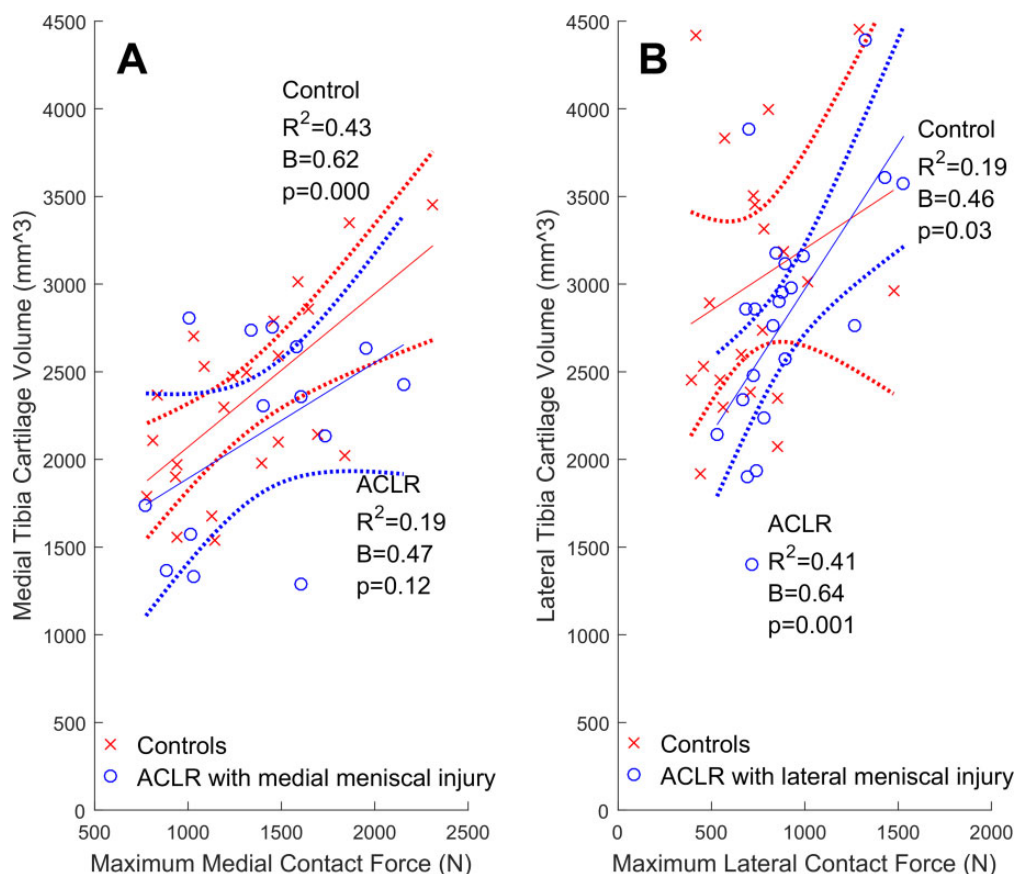 A
Control
R²=0.43
B=0.62
p=0.000
ACLR
R²=0.19
B=0.47
p=0.12
Controls
ACLR with medial meniscal injury
4500
4000
3500
3000
2500
2000
1500
1000
500
0
500
1000
1500
2000
2500
Medial Tibia Cartilage Volume (mm^3)
Maximum Medial Contact Force (N)
B
Control
R²=0.19
B=0.46
p=0.03
ACLR
R²=0.41
B=0.64
p=0.001
Controls
ACLR with lateral meniscal injury
4500
4000
3500
3000
2500
2000
1500
1000
500
0
0
500
1000
1500
2000
Lateral Tibia Cartilage Volume (mm^3)
Maximum Lateral Contact Force (N)